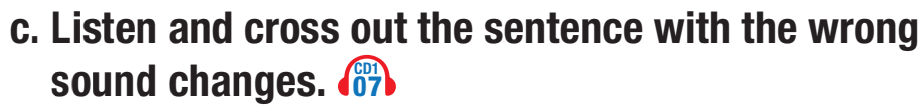 c. Listen and cross out the sentence with the wrong
sound changes. CD1 07